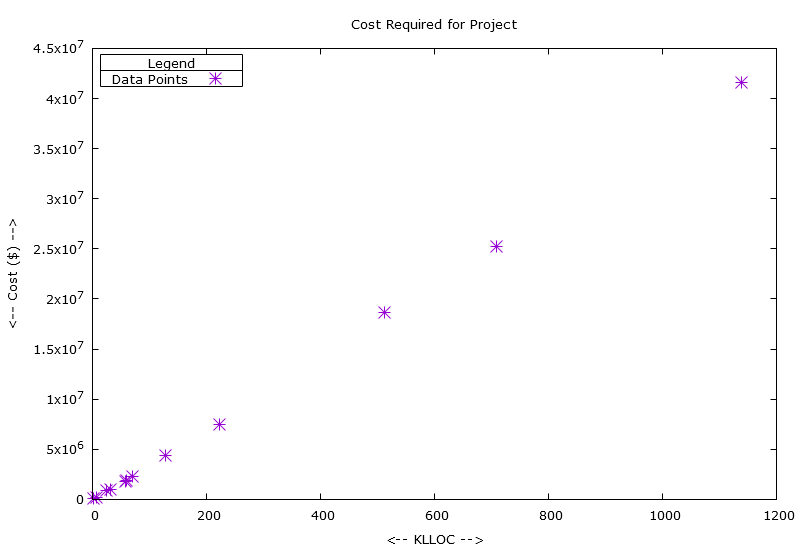 Cost Required for Project
4.5x10^7
4x10^7
3.5x10^7
3x10^7
2.5x10^7
2x10^7
1.5x10^7
1x10^7
5x10^6
0
Legend
Data Points
<-- Cost ($) -->
0 200 400 600 800 1000 1200
<-- KLLOC -->